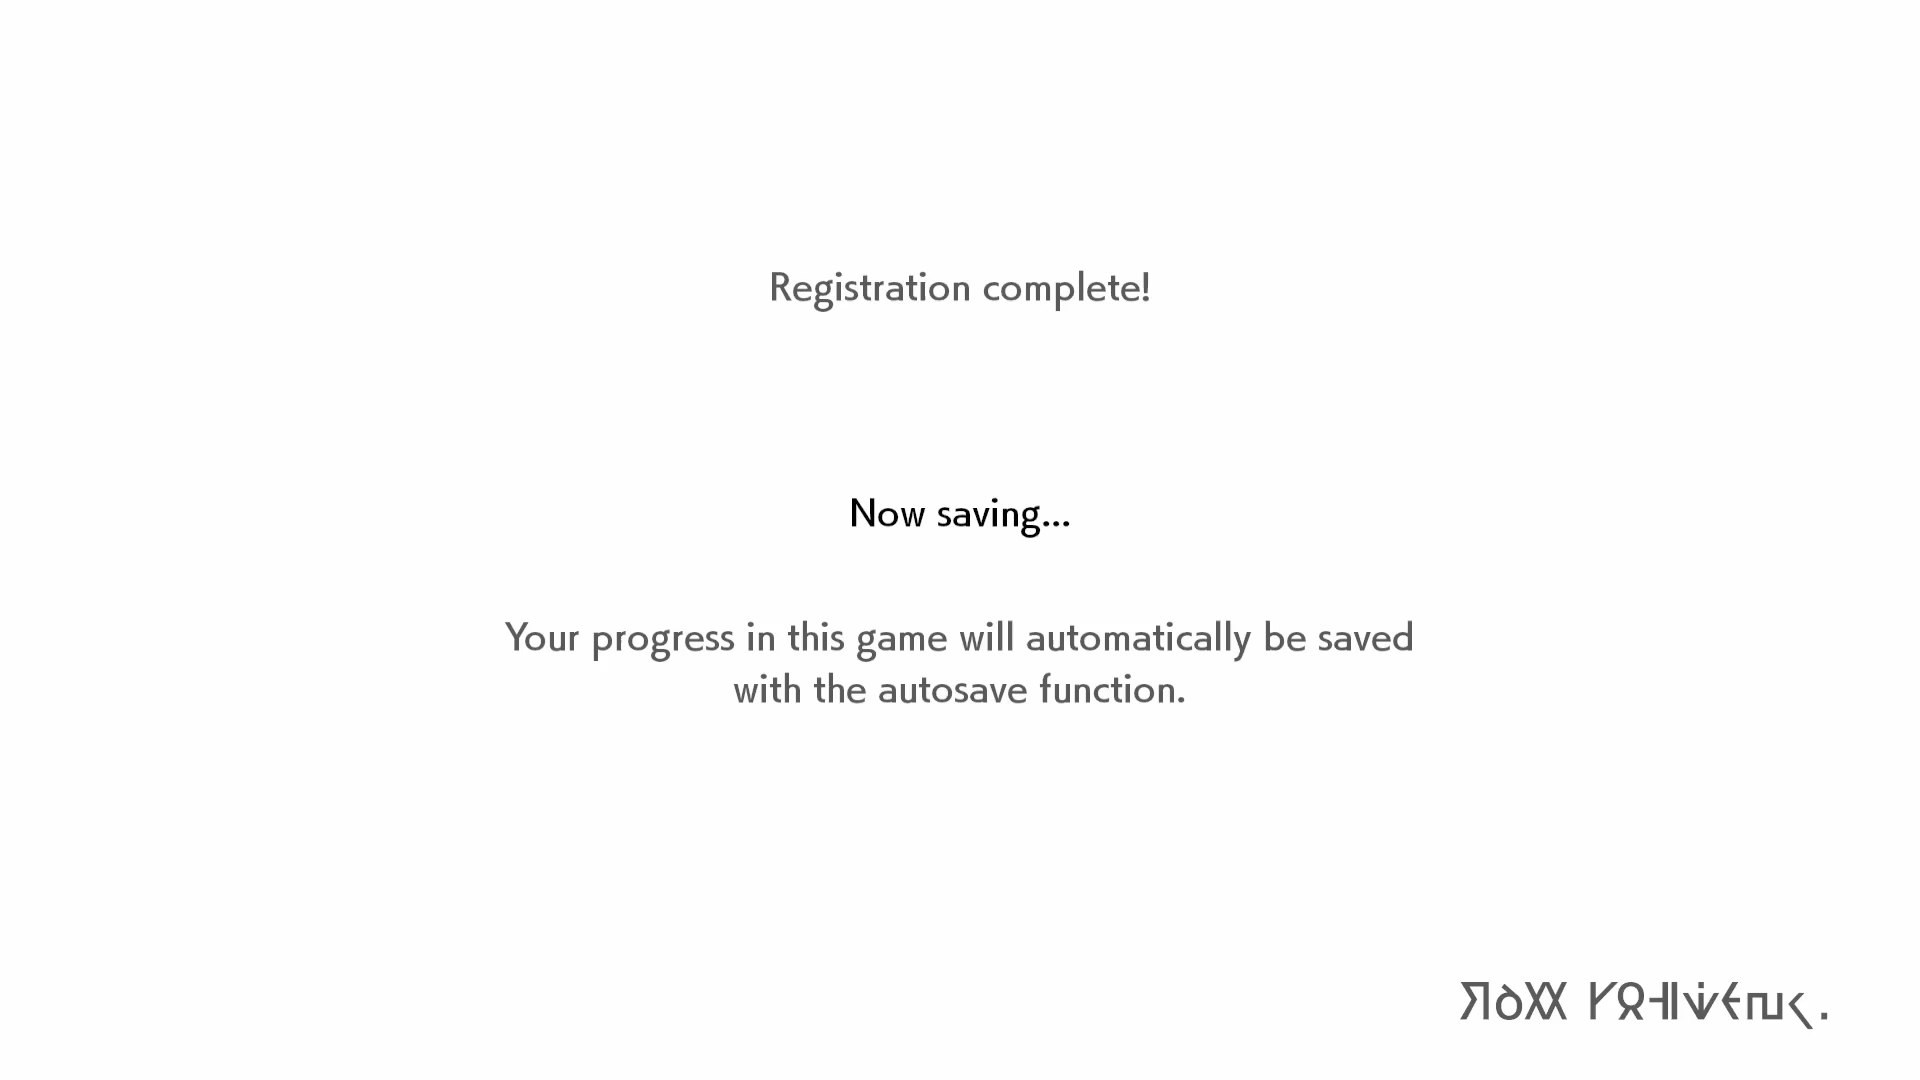 Registration complete!
Now saving...
Your progress in this game will automatically be saved
with the autosave function.